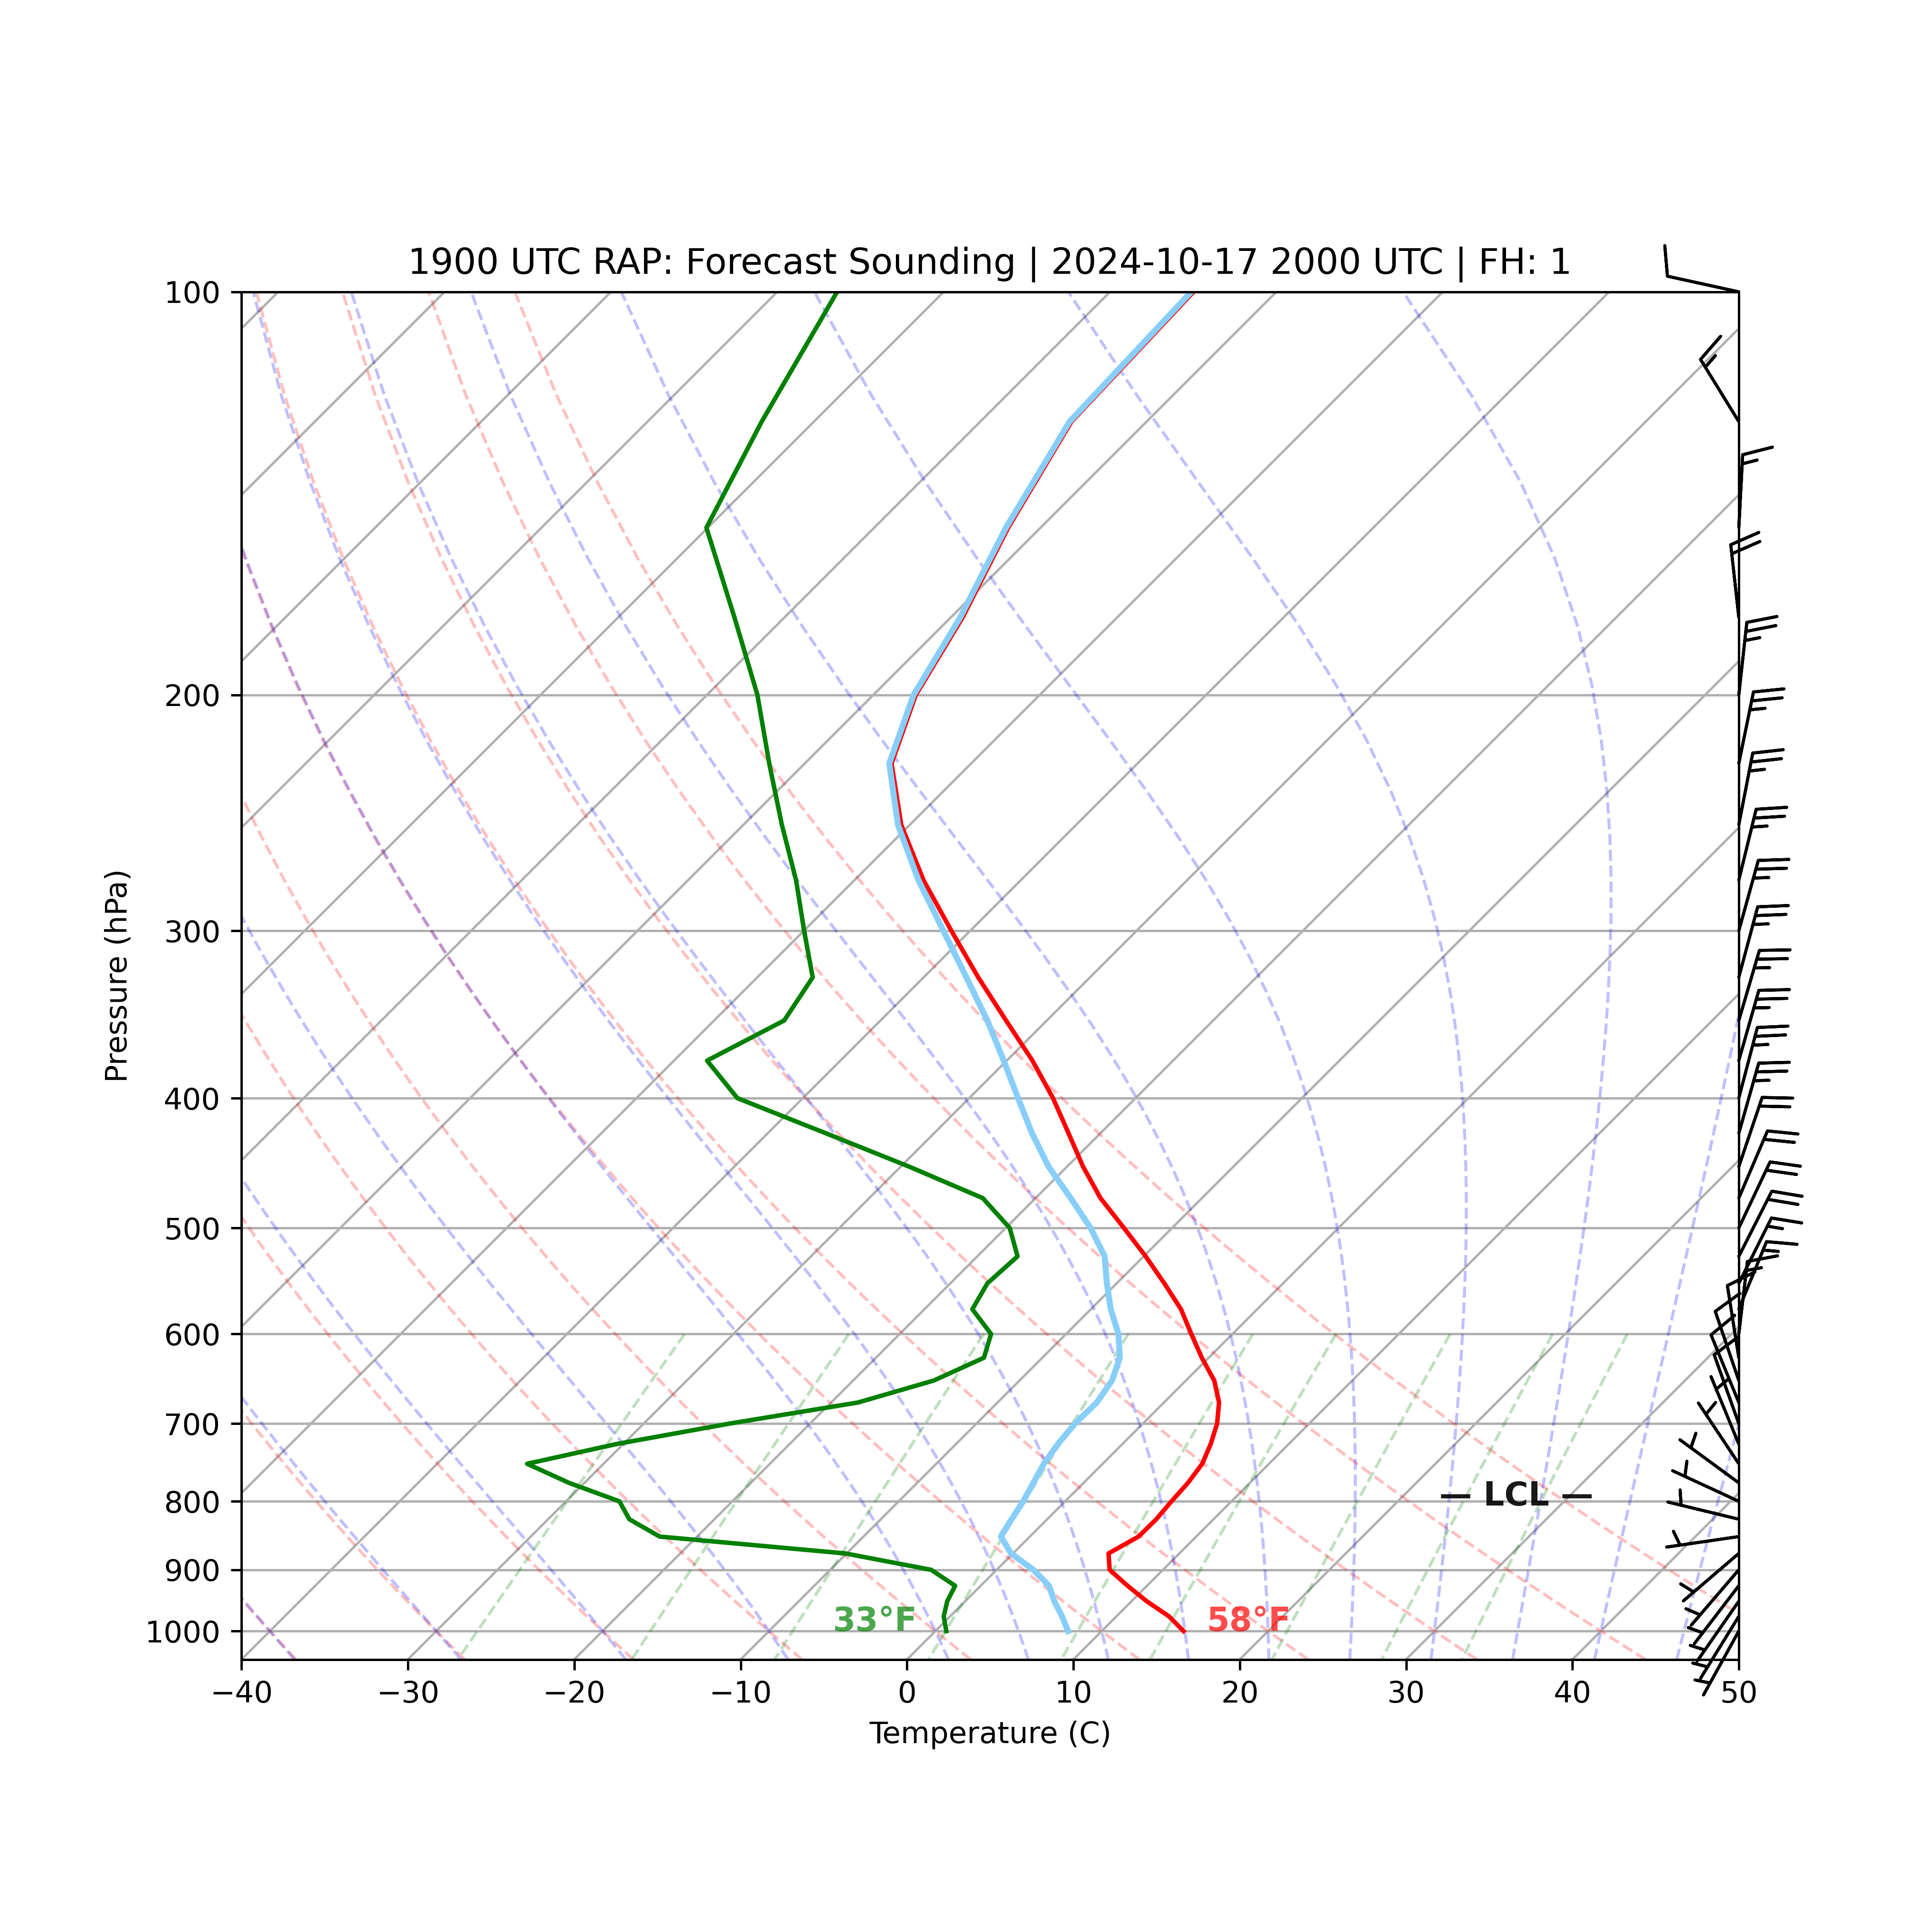 1900 UTC RAP: Forecast Sounding | 2024-10-17 2000 UTC | FH: 1
100
200
300
400
500
600
700
800
900
1000
Pressure (hPa)
— LCL —
33°F
58°F
−40 −30 −20 −10 0 10 20 30 40 50
Temperature (C)